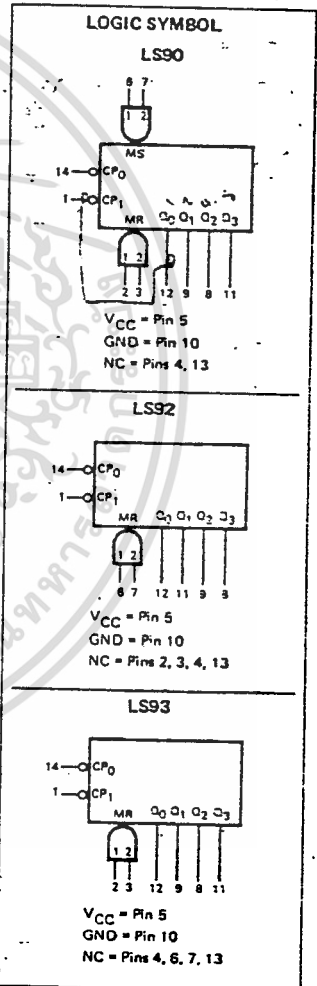 LOGIC SYMBOL
LS90
6 7
1 2
MS
14 CP0
1 CP1
MR Q0 Q1 Q2 Q3
1 2
2 3 12 9 8 11
VCC = Pin 5
GND = Pin 10
NC = Pins 4, 13
LS92
14 CP0
1 CP1
MR Q0 Q1 Q2 Q3
1 2
6 7 12 11 9 8
VCC = Pin 5
GND = Pin 10
NC = Pins 2, 3, 4, 13
LS93
14 CP0
1 CP1
MR Q0 Q1 Q2 Q3
1 2
2 3 12 9 8 11
VCC = Pin 5
GND = Pin 10
NC = Pins 4, 6, 7, 13